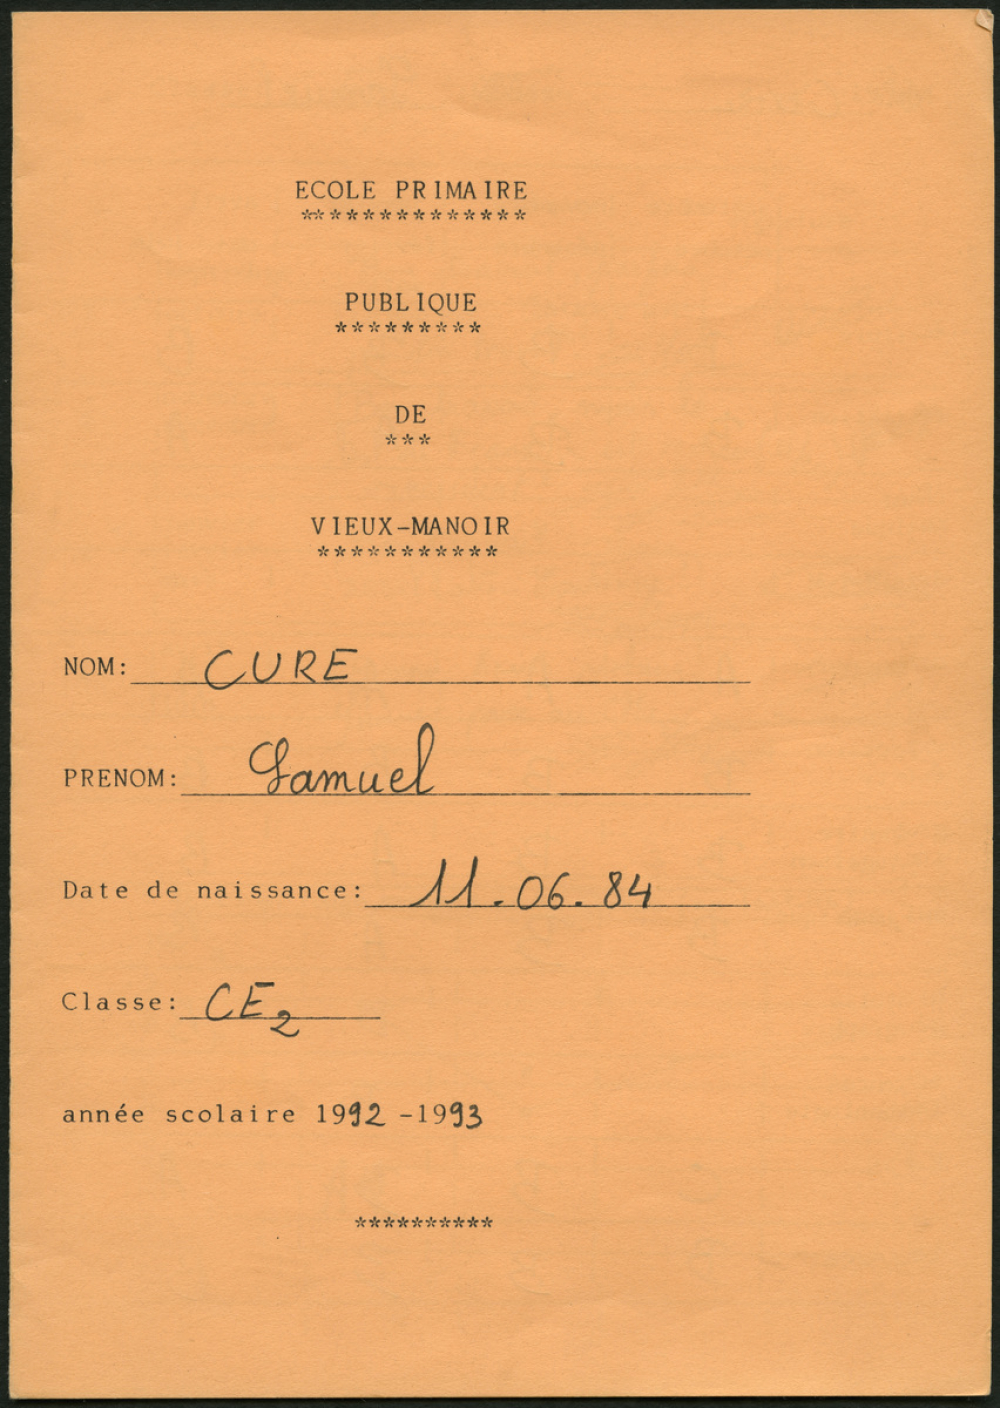 ECOLE PRIMAIRE
**************
PUBLIQUE
*********
DE
***
VIEUX-MANOIR
***********
NOM: CURE
PRENOM: Samuel
Date de naissance: 11.06.84
Classe: CE2
année scolaire 1992-1993
**********